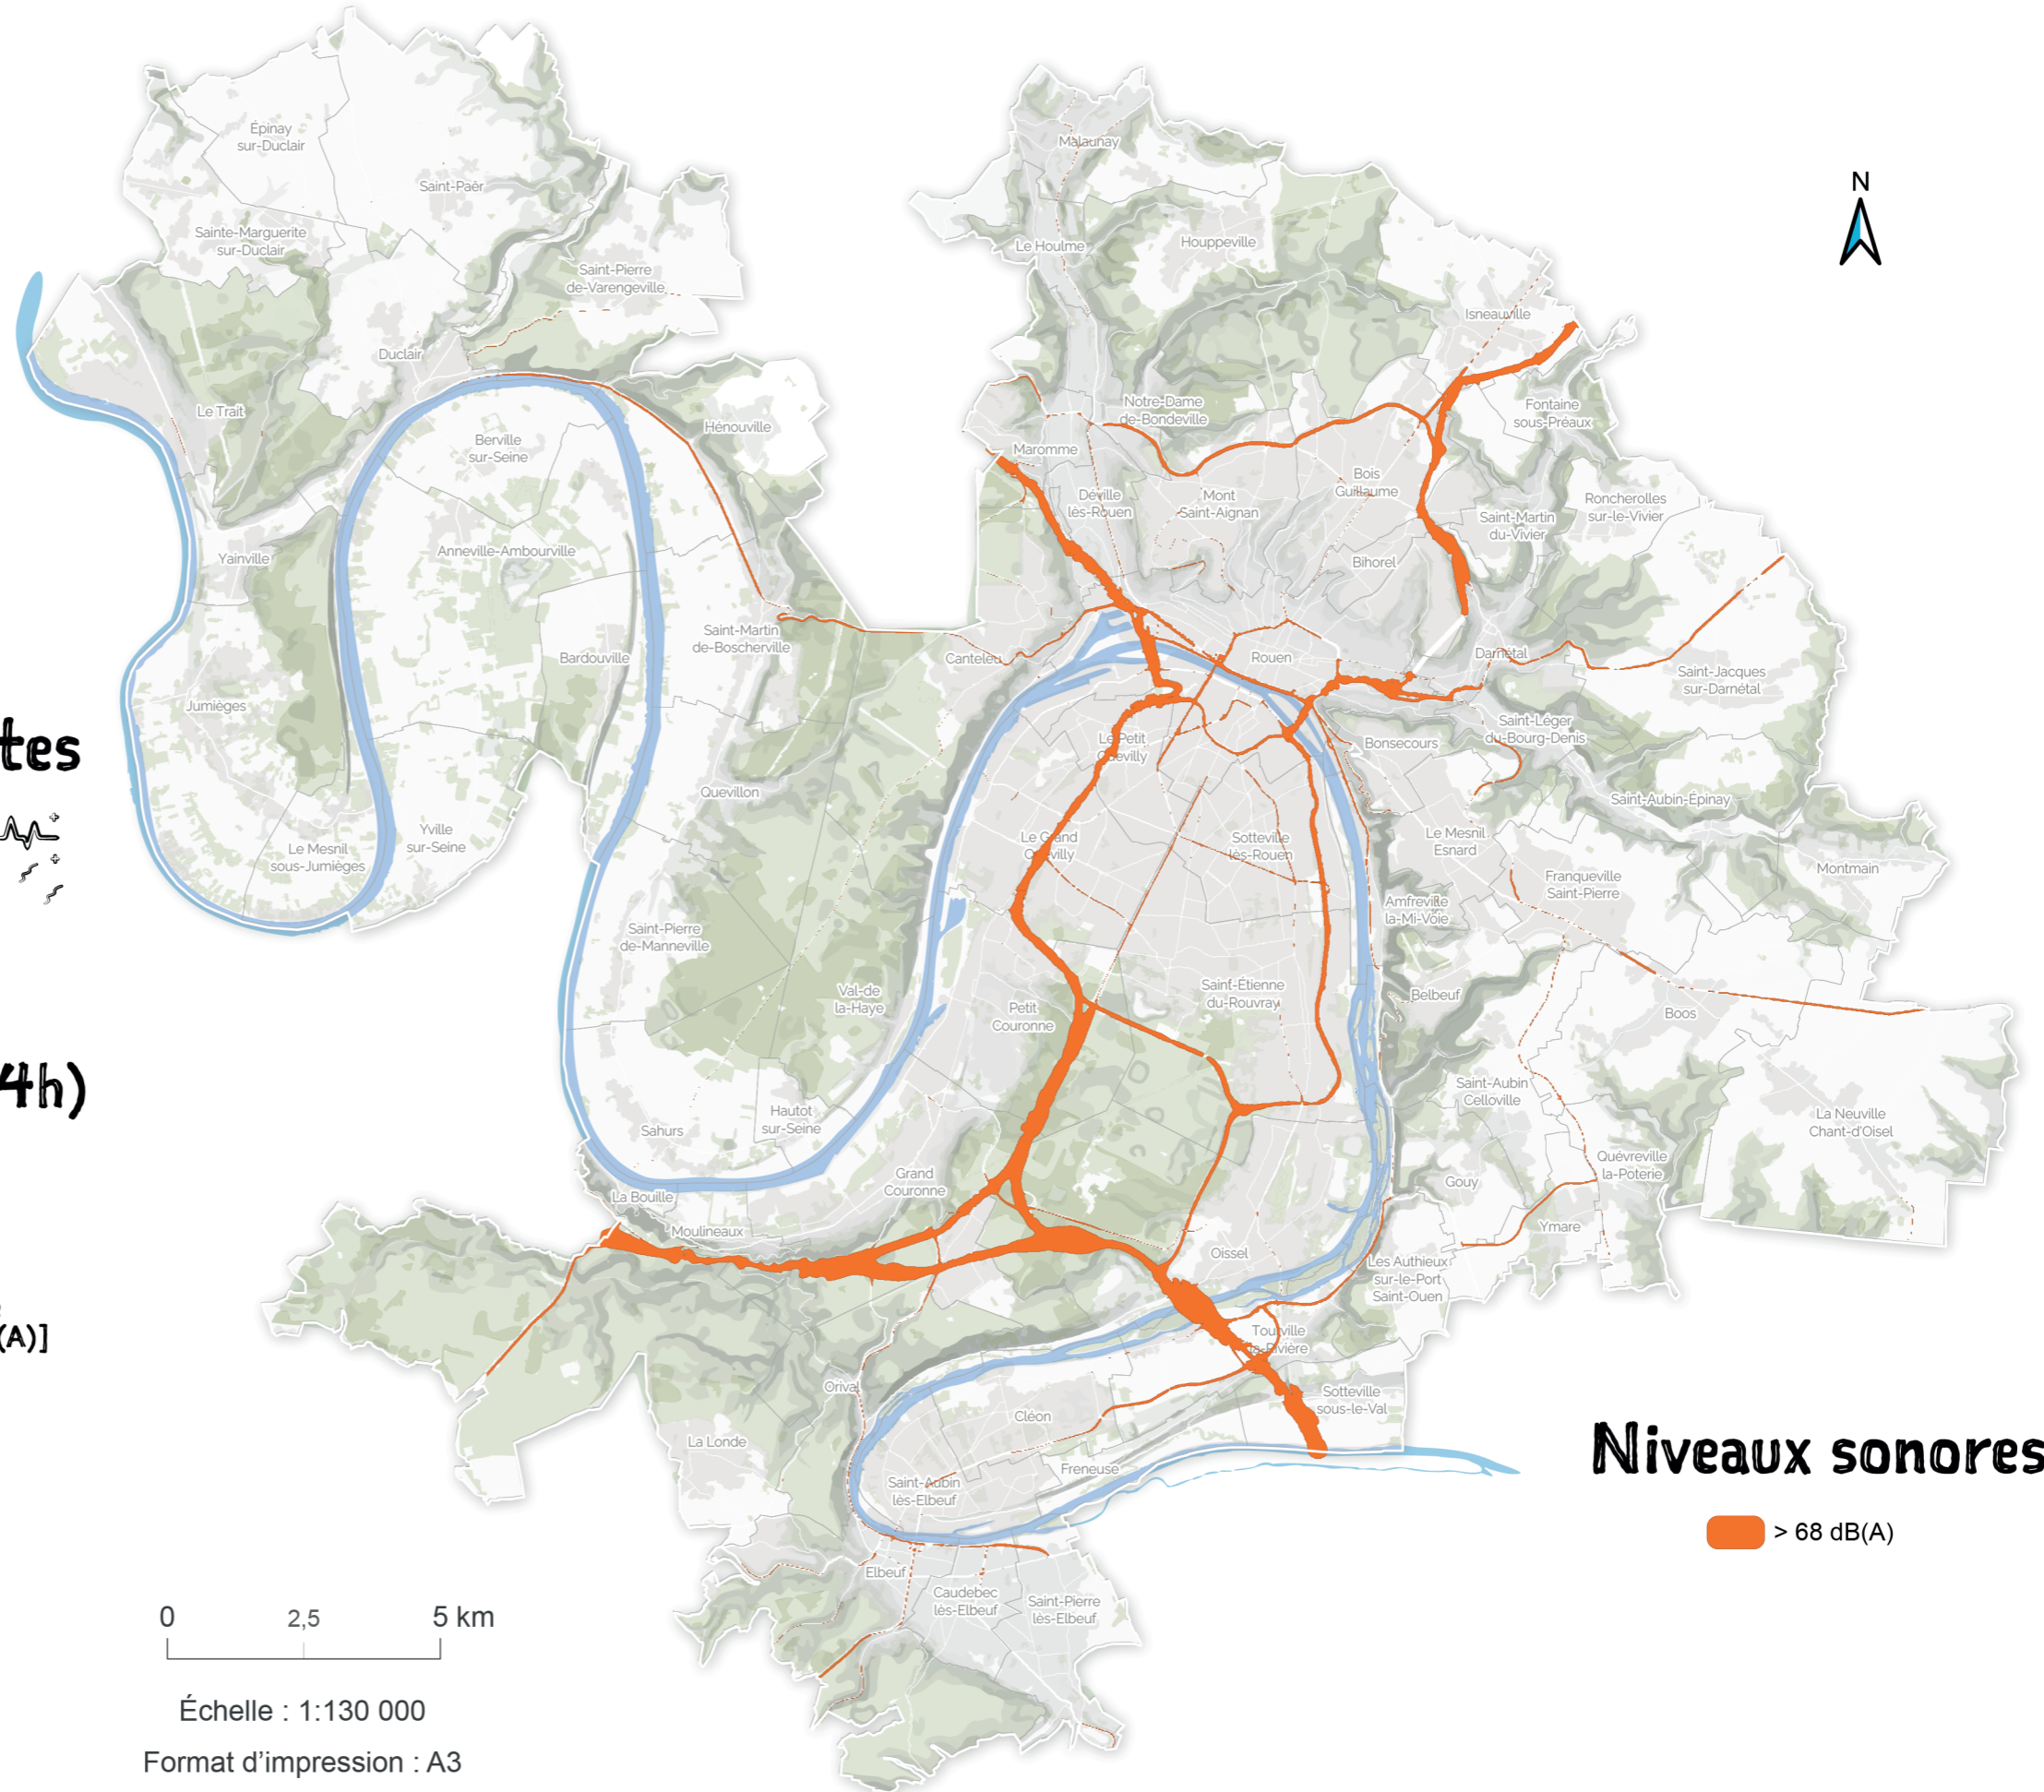 Malaunay
Épinay
sur-Duclair
N
Saint-Paër
Sainte-Marguerite
sur-Duclair
Le Houlme
Houppeville
Saint-Pierre
de-Varengeville
Isneauville
Duclair
Le Trait
Notre-Dame
de-Bondeville
Fontaine
sous-Préaux
Hénouville
Berville
sur-Seine
Maromme
Bois
Guillaume
Déville
lès-Rouen
Mont
Saint-Aignan
Roncherolles
sur-le-Vivier
Saint-Martin
du-Vivier
Yainville
Anneville-Ambourville
Bihorel
Saint-Martin
de-Boscherville
Bardouville
Canteleu
Rouen
Darnétal
Saint-Jacques
sur-Darnétal
Jumièges
Saint-Léger
du-Bourg-Denis
tes
Le Petit
Quevilly
Bonsecours
Quevillon
Saint-Aubin-Épinay
Yville
sur-Seine
Le Mesnil
sous-Jumièges
Le Grand
Quevilly
Sotteville
lès-Rouen
Le Mesnil
Esnard
Montmain
Franqueville
Saint-Pierre
Amfreville
la-Mi-Voie
Saint-Pierre
de-Manneville
Val-de
la-Haye
Petit
Couronne
Saint-Étienne
du-Rouvray
Belbeuf
Boos
4h)
Saint-Aubin
Celloville
Hautot
sur-Seine
Sahurs
La Neuville
Chant-d'Oisel
Grand
Couronne
Gouy
Quévreville
la-Poterie
La Bouille
Moulineaux
Ymare
Oissel
Les Authieux
sur-le-Port
Saint-Ouen
(A)]
Tourville
la-Rivière
Orival
Sotteville
sous-le-Val
Cléon
La Londe
Freneuse
Niveaux sonores
Saint-Aubin
lès-Elbeuf
> 68 dB(A)
Elbeuf
Caudebec
lès-Elbeuf
Saint-Pierre
lès-Elbeuf
0 2,5 5 km
Échelle : 1:130 000
Format d'impression : A3